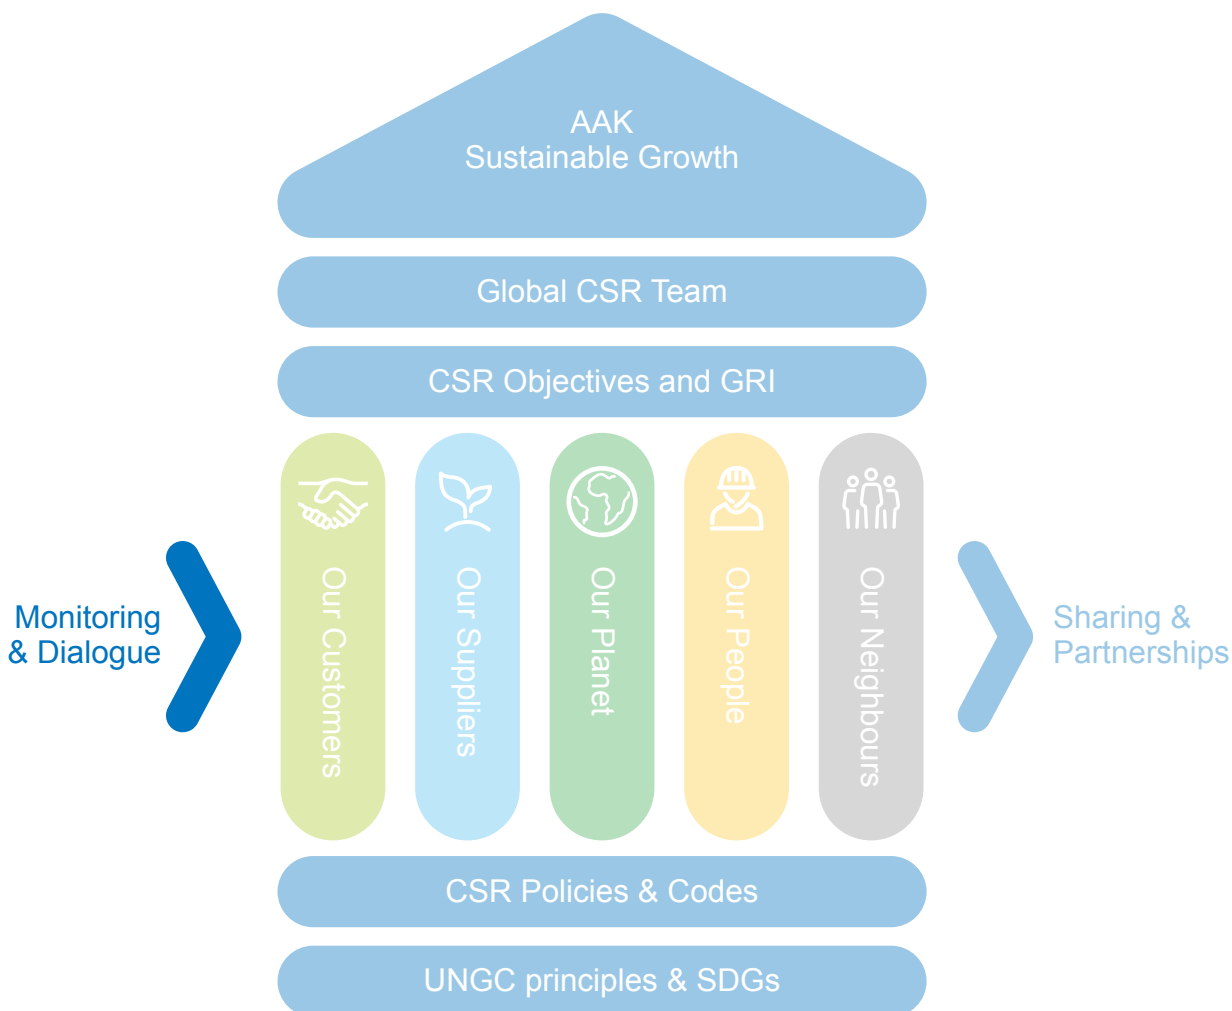 AAK
Sustainable Growth
Global CSR Team
CSR Objectives and GRI
Monitoring
& Dialogue
Our Customers
Our Suppliers
Our Planet
Our People
Our Neighbours
Sharing &
Partnerships
CSR Policies & Codes
UNGC principles & SDGs